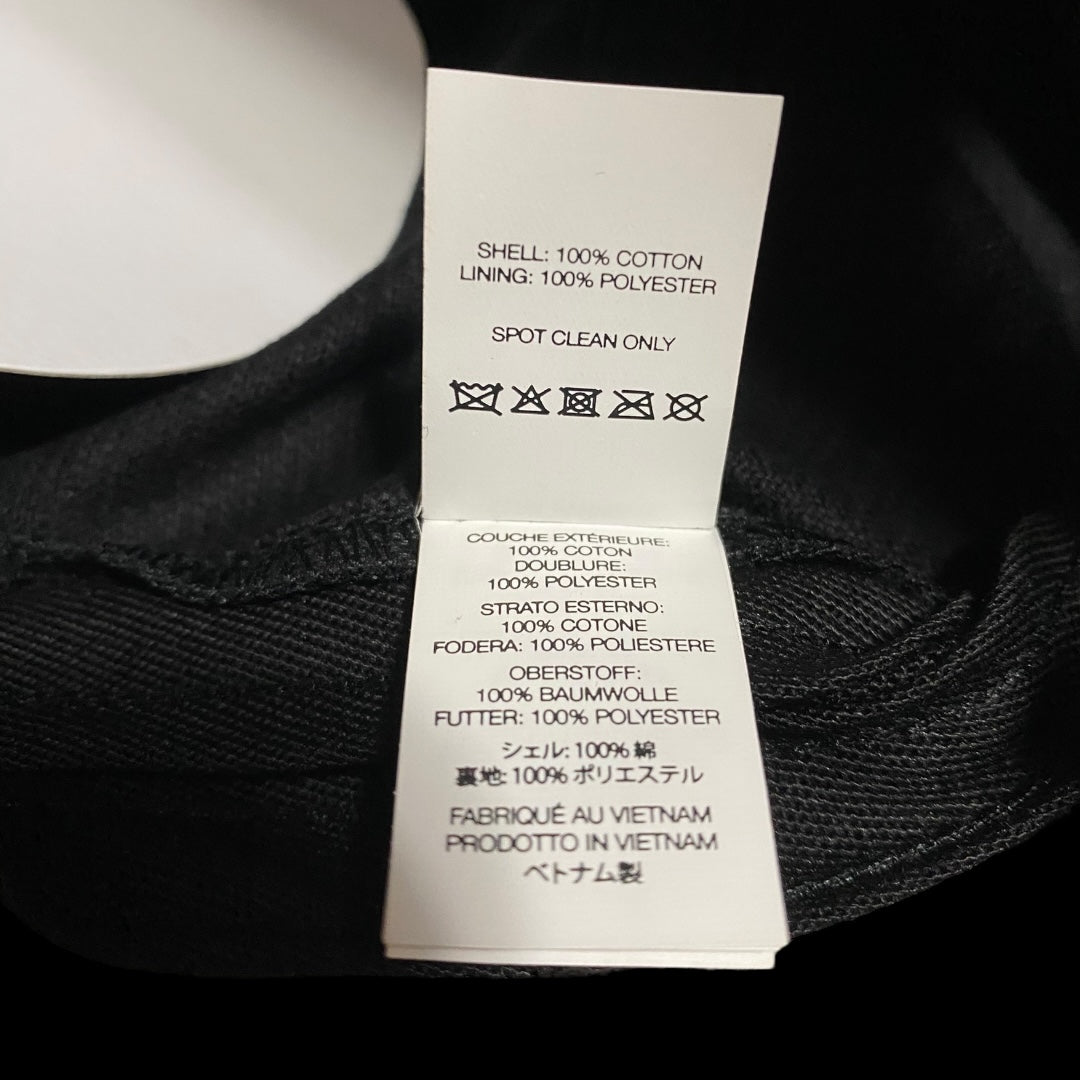 SHELL: 100% COTTON
LINING: 100% POLYESTER
SPOT CLEAN ONLY
COUCHE EXTÉRIEURE:
100% COTON
DOUBLURE:
100% POLYESTER
STRATO ESTERNO:
100% COTONE
FODERA: 100% POLIESTERE
OBERSTOFF:
100% BAUMWOLLE
FUTTER: 100% POLYESTER
シェル: 100% 綿
裏地: 100% ポリエステル
FABRIQUÉ AU VIETNAM
PRODOTTO IN VIETNAM
ベトナム製